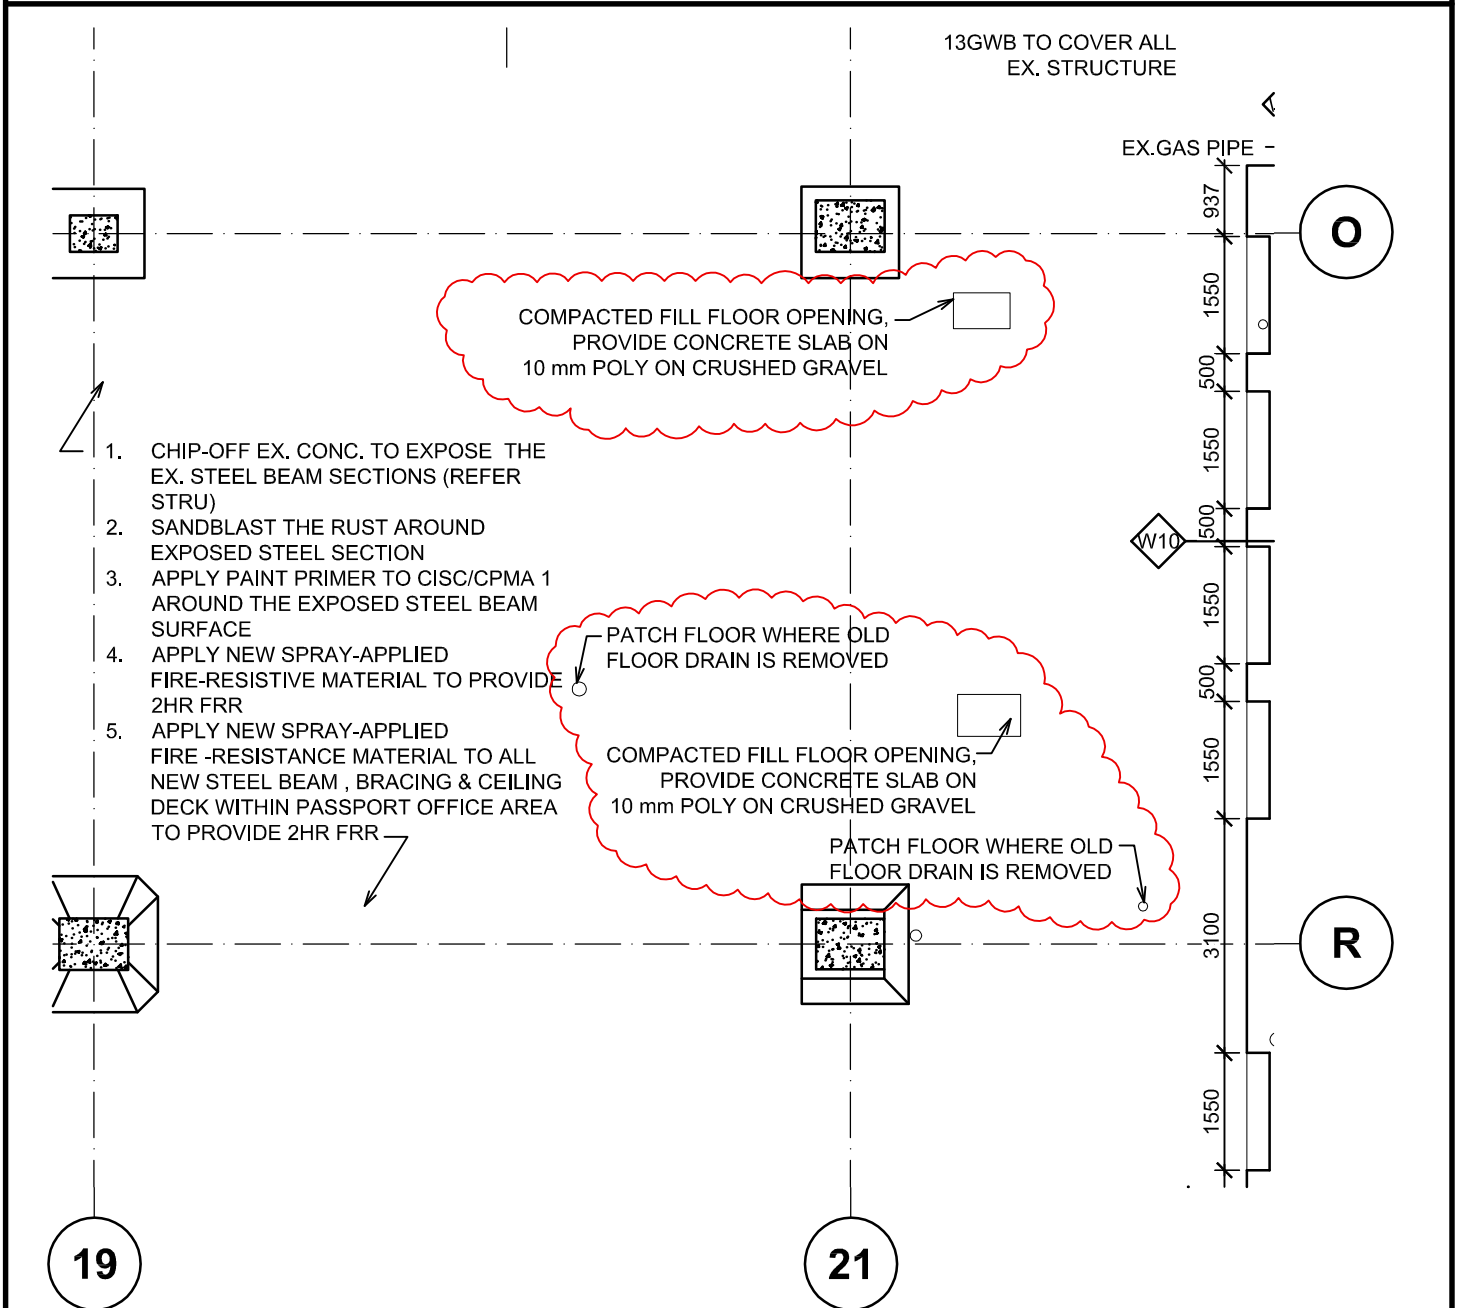 13GWB TO COVER ALL
EX. STRUCTURE
EX.GAS PIPE
937
O
1550
COMPACTED FILL FLOOR OPENING,
PROVIDE CONCRETE SLAB ON
10 mm POLY ON CRUSHED GRAVEL
500
1550
1. CHIP-OFF EX. CONC. TO EXPOSE THE
EX. STEEL BEAM SECTIONS (REFER
STRU)
2. SANDBLAST THE RUST AROUND
EXPOSED STEEL SECTION
3. APPLY PAINT PRIMER TO CISC/CPMA 1
AROUND THE EXPOSED STEEL BEAM
SURFACE
4. APPLY NEW SPRAY-APPLIED
FIRE-RESISTIVE MATERIAL TO PROVIDE
2HR FRR
5. APPLY NEW SPRAY-APPLIED
FIRE -RESISTANCE MATERIAL TO ALL
NEW STEEL BEAM , BRACING & CEILING
DECK WITHIN PASSPORT OFFICE AREA
TO PROVIDE 2HR FRR
500
W10
1550
PATCH FLOOR WHERE OLD
FLOOR DRAIN IS REMOVED
500
1550
COMPACTED FILL FLOOR OPENING,
PROVIDE CONCRETE SLAB ON
10 mm POLY ON CRUSHED GRAVEL
PATCH FLOOR WHERE OLD
FLOOR DRAIN IS REMOVED
3100
R
1550
19
21